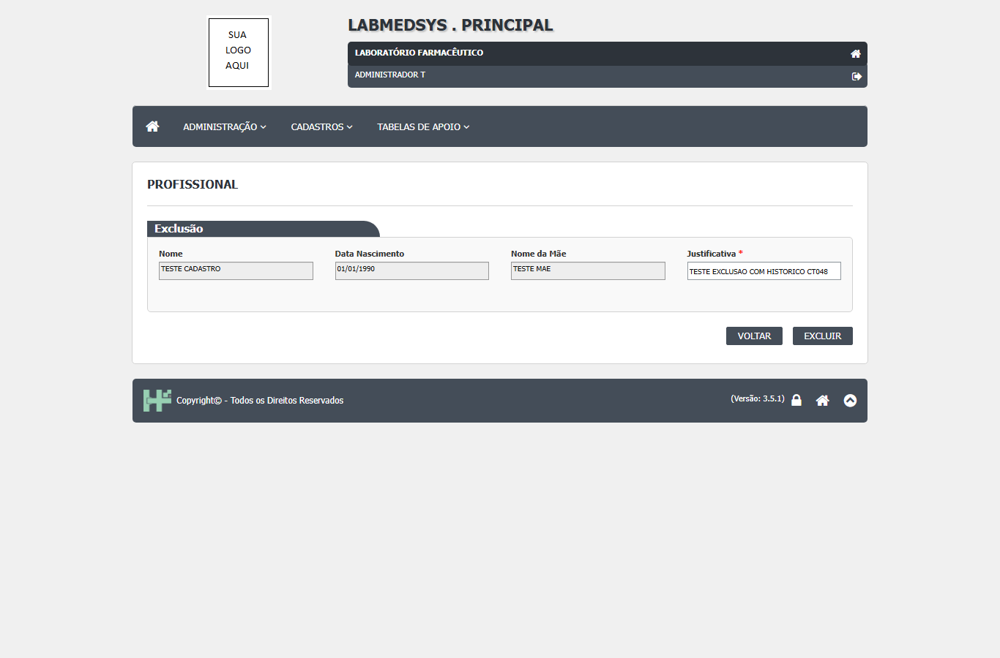 SUA
LOGO
AQUI
LABMEDSYS . PRINCIPAL
LABORATÓRIO FARMACÊUTICO
ADMINISTRADOR T
ADMINISTRAÇÃO CADASTROS TABELAS DE APOIO
PROFISSIONAL
Exclusão
Nome Data Nascimento Nome da Mãe Justificativa *
TESTE CADASTRO 01/01/1990 TESTE MAE TESTE EXCLUSAO COM HISTORICO CT048
VOLTAR EXCLUIR
Copyright© - Todos os Direitos Reservados (Versão: 3.5.1)